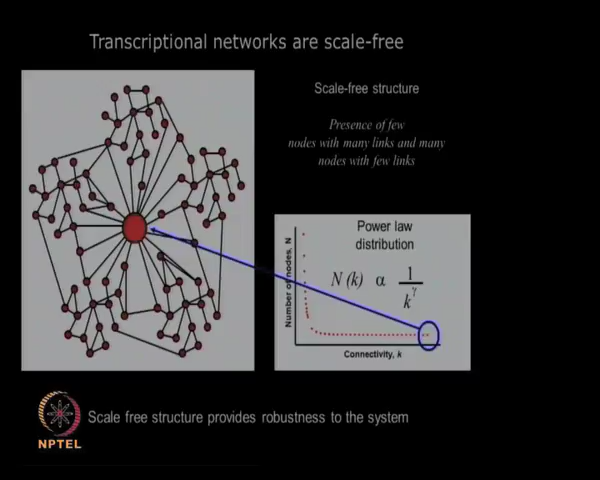 Transcriptional networks are scale-free
Scale-free structure
Presence of few
nodes with many links and many
nodes with few links
Power law
distribution
N (k) α 1/k^γ
Number of nodes, N
Connectivity, k
Scale free structure provides robustness to the system
NPTEL